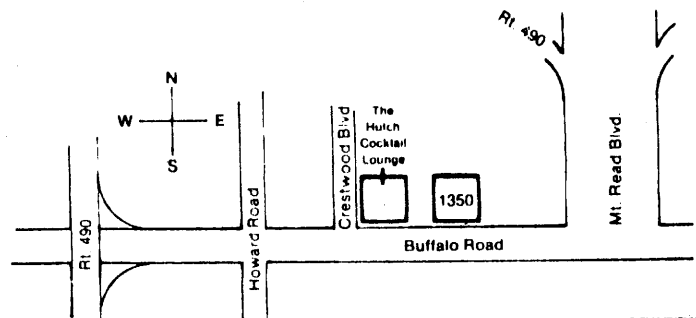 Rt. 490
N
W
E
S
The
Hutch
Cocktail
Lounge
1350
Crestwood Blvd
Mt. Read Blvd.
Rt. 490
Howard Road
Buffalo Road